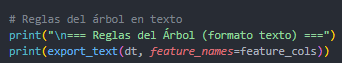 # Reglas del árbol en texto
print("\n=== Reglas del Árbol (formato texto) ===")
print(export_text(dt, feature_names=feature_cols))